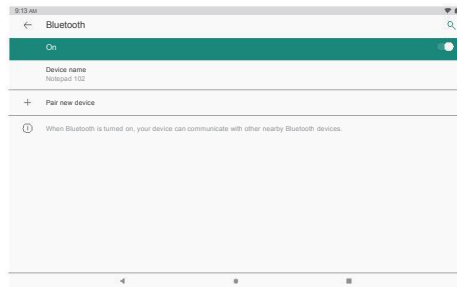 9:13 AM
Bluetooth
On
Device name
Notepad 102
Pair new device
When Bluetooth is turned on, your device can communicate with other nearby Bluetooth devices.